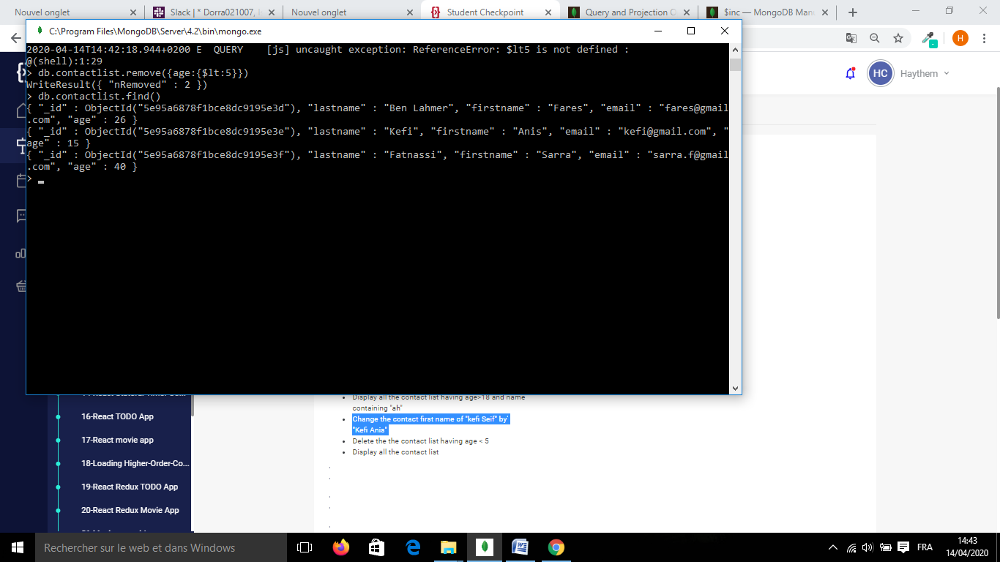 Nouvel onglet
Slack | * Dorra021007,
Nouvel onglet
Student Checkpoint
Query and Projection O
$inc — MongoDB Man
C:\Program Files\MongoDB\Server\4.2\bin\mongo.exe
H
2020-04-14T14:42:18.944+0200 E  QUERY    [js] uncaught exception: ReferenceError: $lt5 is not defined :
@(shell):1:29
> db.contactlist.remove({age:{$lt:5}})
WriteResult({ "nRemoved" : 2 })
> db.contactlist.find()
{ "_id" : ObjectId("5e95a6878f1bce8dc9195e3d"), "lastname" : "Ben Lahmer", "firstname" : "Fares", "email" : "fares@gmail
.com", "age" : 26 }
{ "_id" : ObjectId("5e95a6878f1bce8dc9195e3e"), "lastname" : "Kefi", "firstname" : "Anis", "email" : "kefi@gmail.com", "
age" : 15 }
{ "_id" : ObjectId("5e95a6878f1bce8dc9195e3f"), "lastname" : "Fatnassi", "firstname" : "Sarra", "email" : "sarra.f@gmail
.com", "age" : 40 }
>
HC Haythem
Display all the contact list having age>18 and name
containing "ah"
Change the contact first name of "kefi Seif" by
"Kefi Anis"
Delete the the contact list having age < 5
Display all the contact list
16-React TODO App
17-React movie app
18-Loading Higher-Order-Co...
19-React Redux TODO App
20-React Redux Movie App
Rechercher sur le web et dans Windows
FRA
14:43
14/04/2020